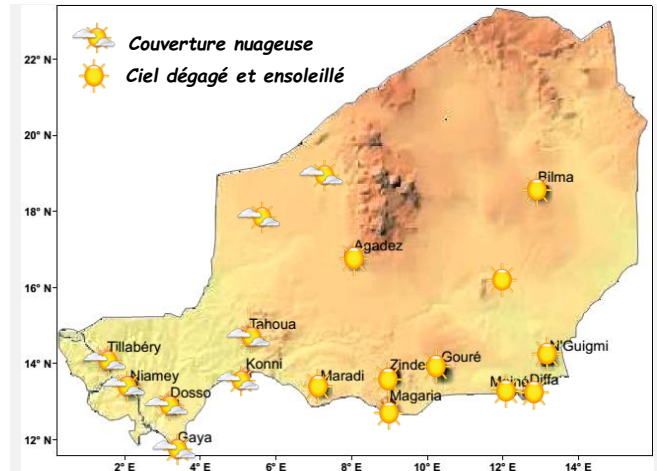 Couverture nuageuse
Ciel dégagé et ensoleillé
22° N
20° N
18° N
16° N
14° N
12° N
Bilma
Agadez
Tahoua
N'Guigmi
Tillabéry
Gouré
Konni
Zinder
Maradi
Niamey
Diffa
Dosso
Magaria
Gaya
2° E
4° E
6° E
8° E
10° E
12° E
14° E